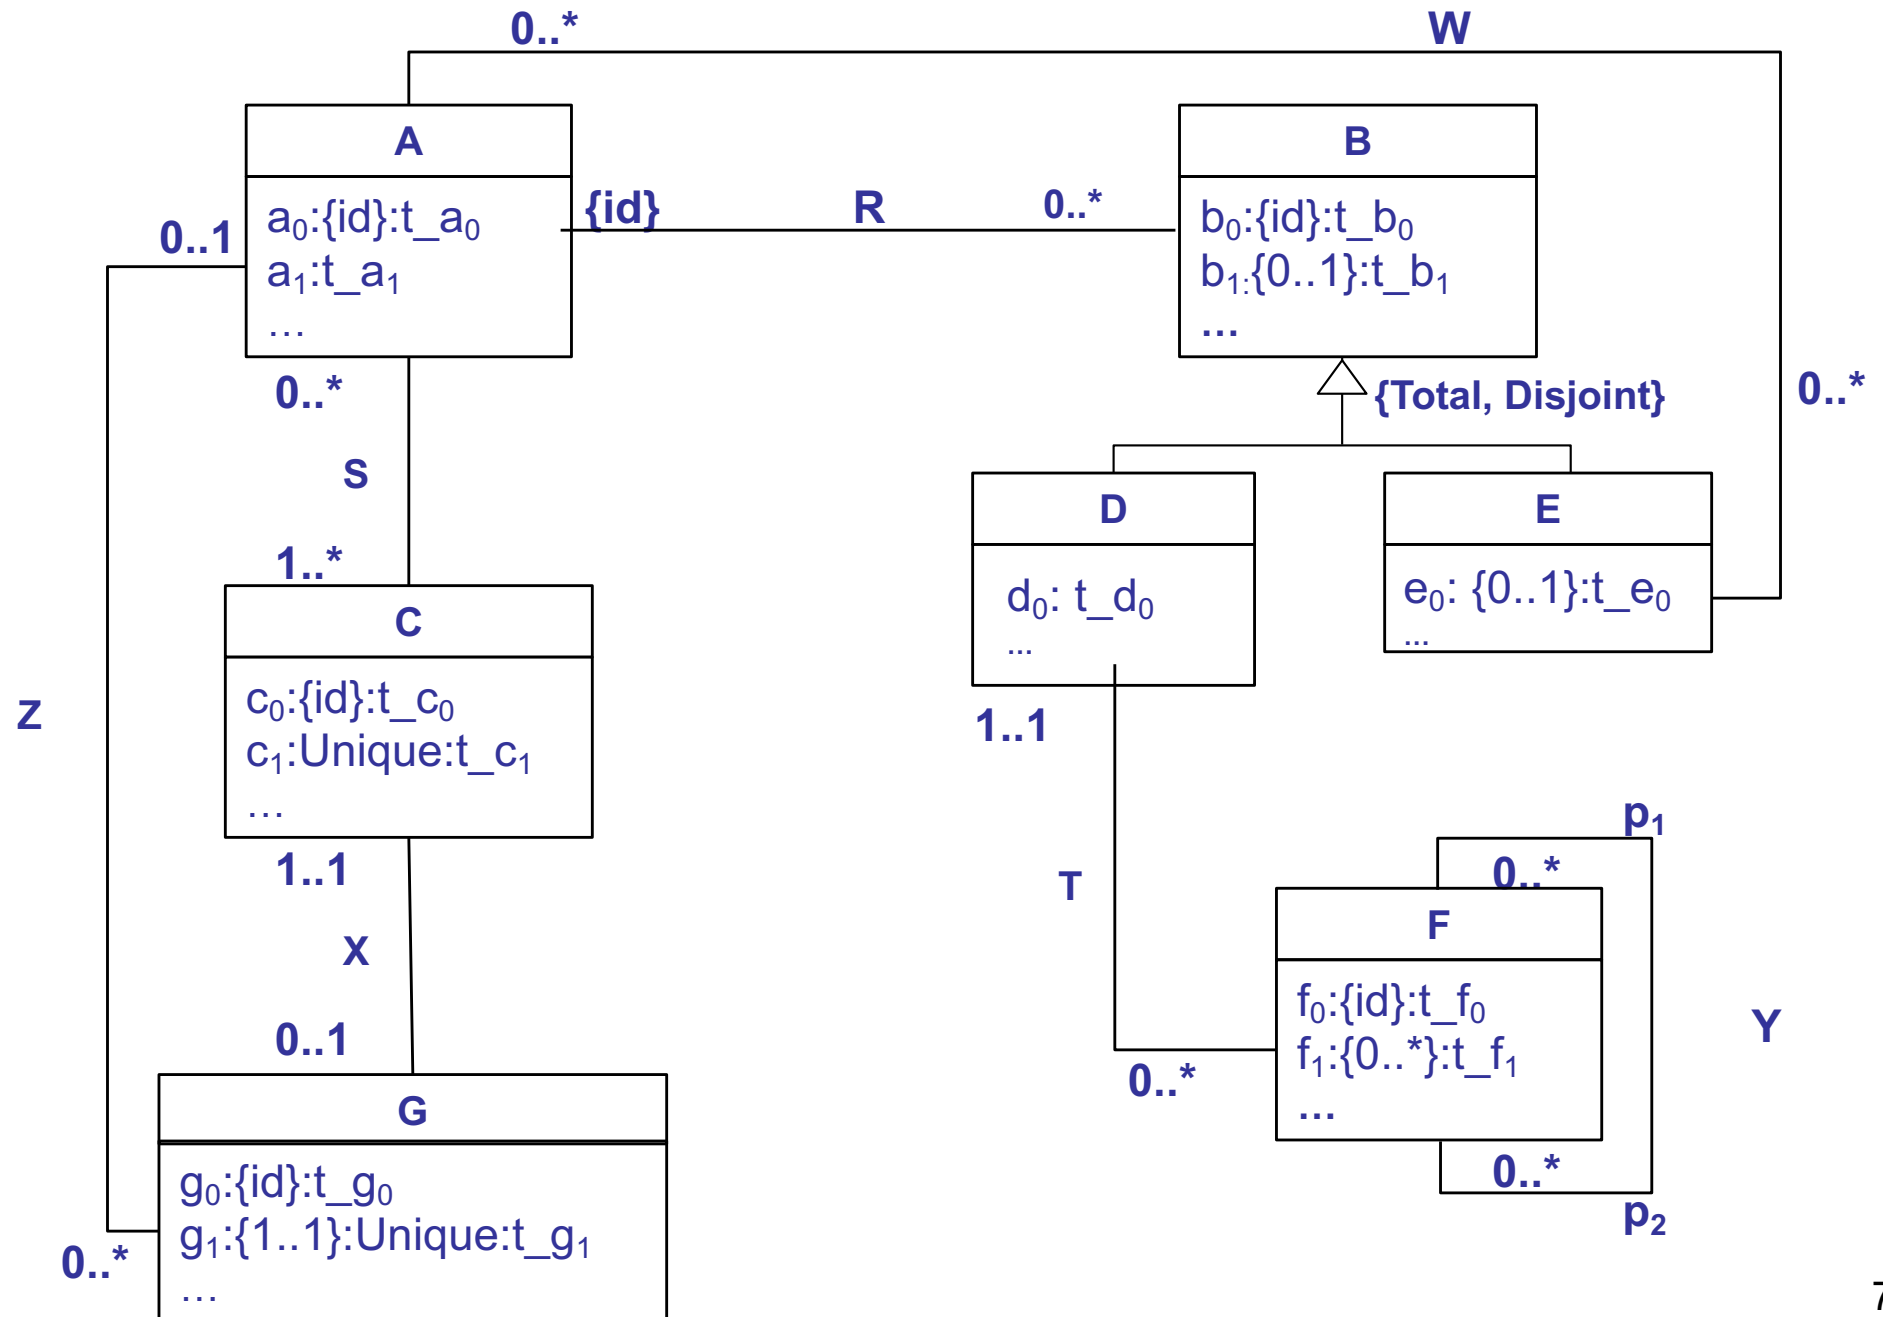 0..*
W
A
a₀:{id}:t_a₀
a₁:t_a₁
…
{id}
R
0..*
B
b₀:{id}:t_b₀
b₁:{0..1}:t_b₁
...
0..1
0..*
{Total, Disjoint}
0..*
S
1..*
D
d₀: t_d₀
...
E
e₀: {0..1}:t_e₀
...
C
c₀:{id}:t_c₀
c₁:Unique:t_c₁
…
Z
1..1
1..1
X
0..1
T
p₁
0..*
F
f₀:{id}:t_f₀
f₁:{0..*}:t_f₁
...
Y
0..*
0..*
p₂
G
g₀:{id}:t_g₀
g₁:{1..1}:Unique:t_g₁
…
0..*